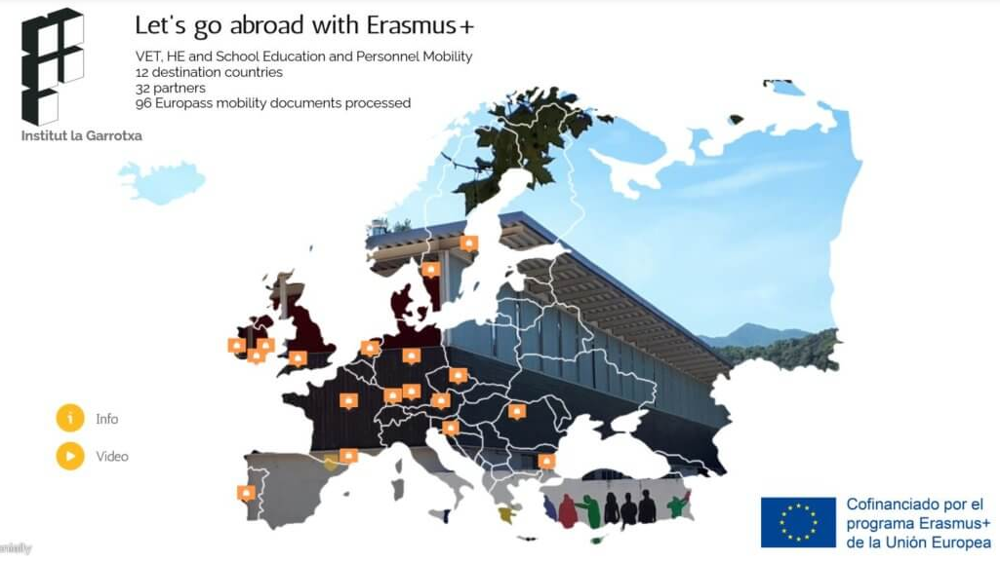 Let's go abroad with Erasmus+
VET, HE and School Education and Personnel Mobility
12 destination countries
32 partners
96 Europass mobility documents processed
Institut la Garrotxa
Info
Video
Cofinanciado por el
programa Erasmus+
de la Unión Europea